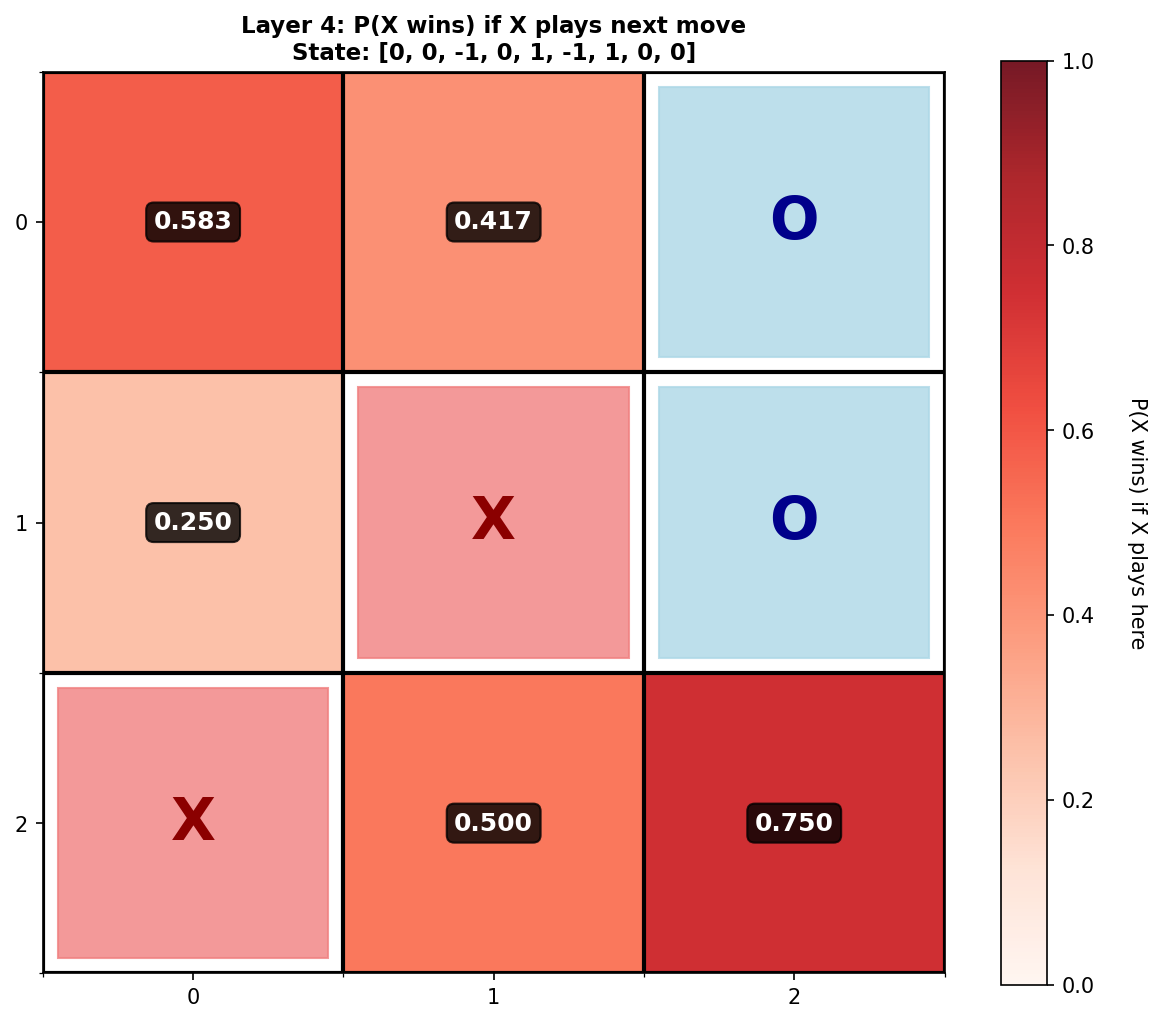 Layer 4: P(X wins) if X plays next move
State: [0, 0, -1, 0, 1, -1, 1, 0, 0]
0
0.583
0.417
O
1
0.250
X
O
2
X
0.500
0.750
0
1
2
1.0
0.8
0.6
0.4
0.2
0.0
P(X wins) if X plays here